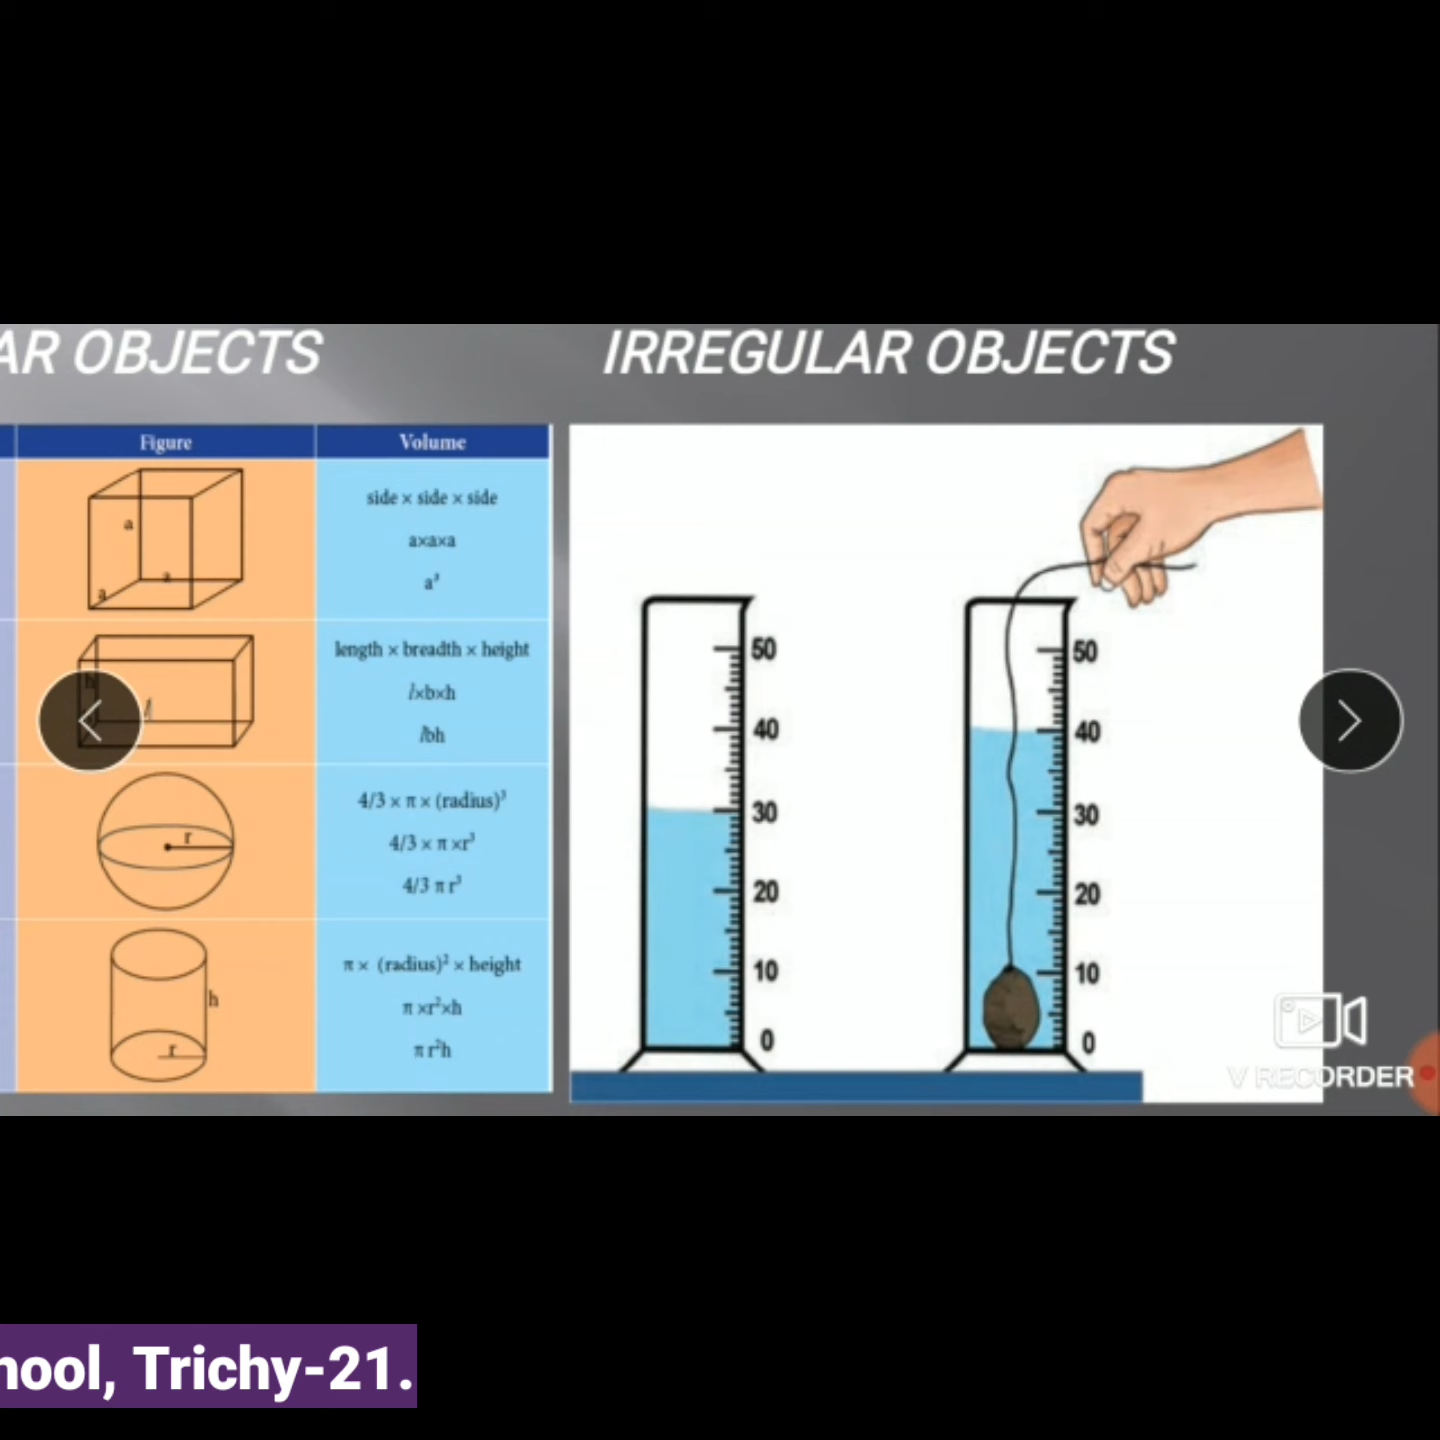 AR OBJECTS
IRREGULAR OBJECTS
Figure
Volume
a
a
a
side × side × side
a×a×a
a³
h
l
length × breadth × height
l×b×h
lbh
r
4/3 × π × (radius)³
4/3 × π ×r³
4/3 π r³
h
r
π × (radius)² × height
π ×r²×h
π r²h
50
40
30
20
10
0
50
40
30
20
10
0
V RECORDER
hool, Trichy-21.